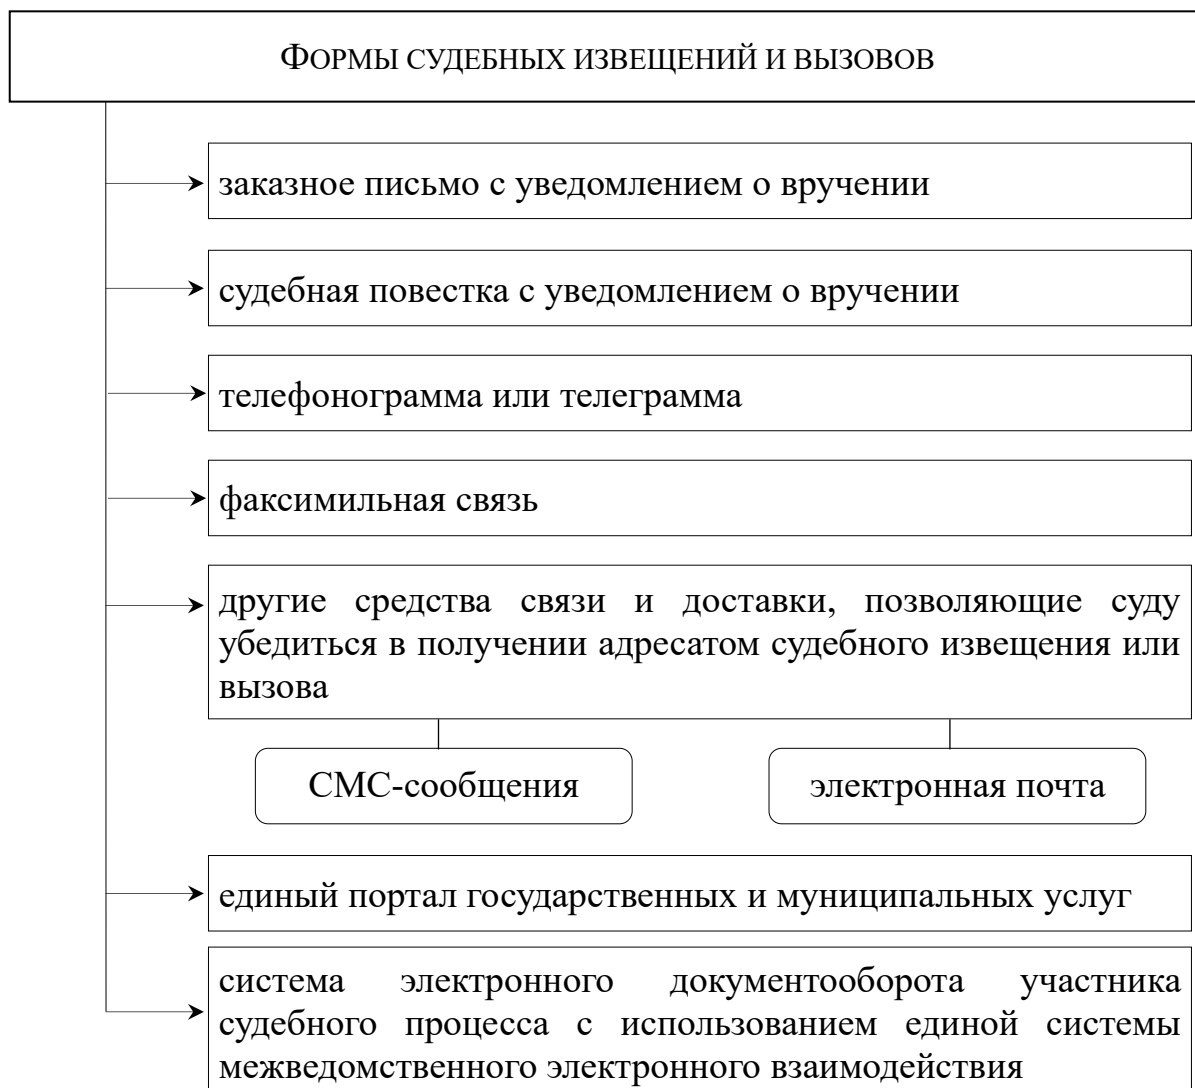 ФОРМЫ СУДЕБНЫХ ИЗВЕЩЕНИЙ И ВЫЗОВОВ
заказное письмо с уведомлением о вручении
судебная повестка с уведомлением о вручении
телефонограмма или телеграмма
факсимильная связь
другие средства связи и доставки, позволяющие суду
убедиться в получении адресатом судебного извещения или
вызова
СМС-сообщения
электронная почта
единый портал государственных и муниципальных услуг
система электронного документооборота участника
судебного процесса с использованием единой системы
межведомственного электронного взаимодействия